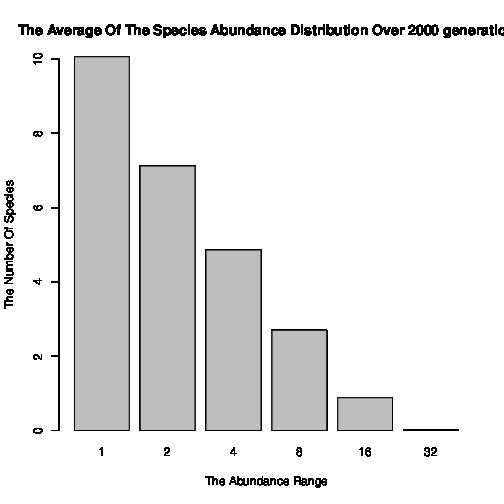 The Average Of The Species Abundance Distribution Over 2000 generatio
10
8
6
4
2
0
The Number Of Species
1 2 4 8 16 32
The Abundance Range